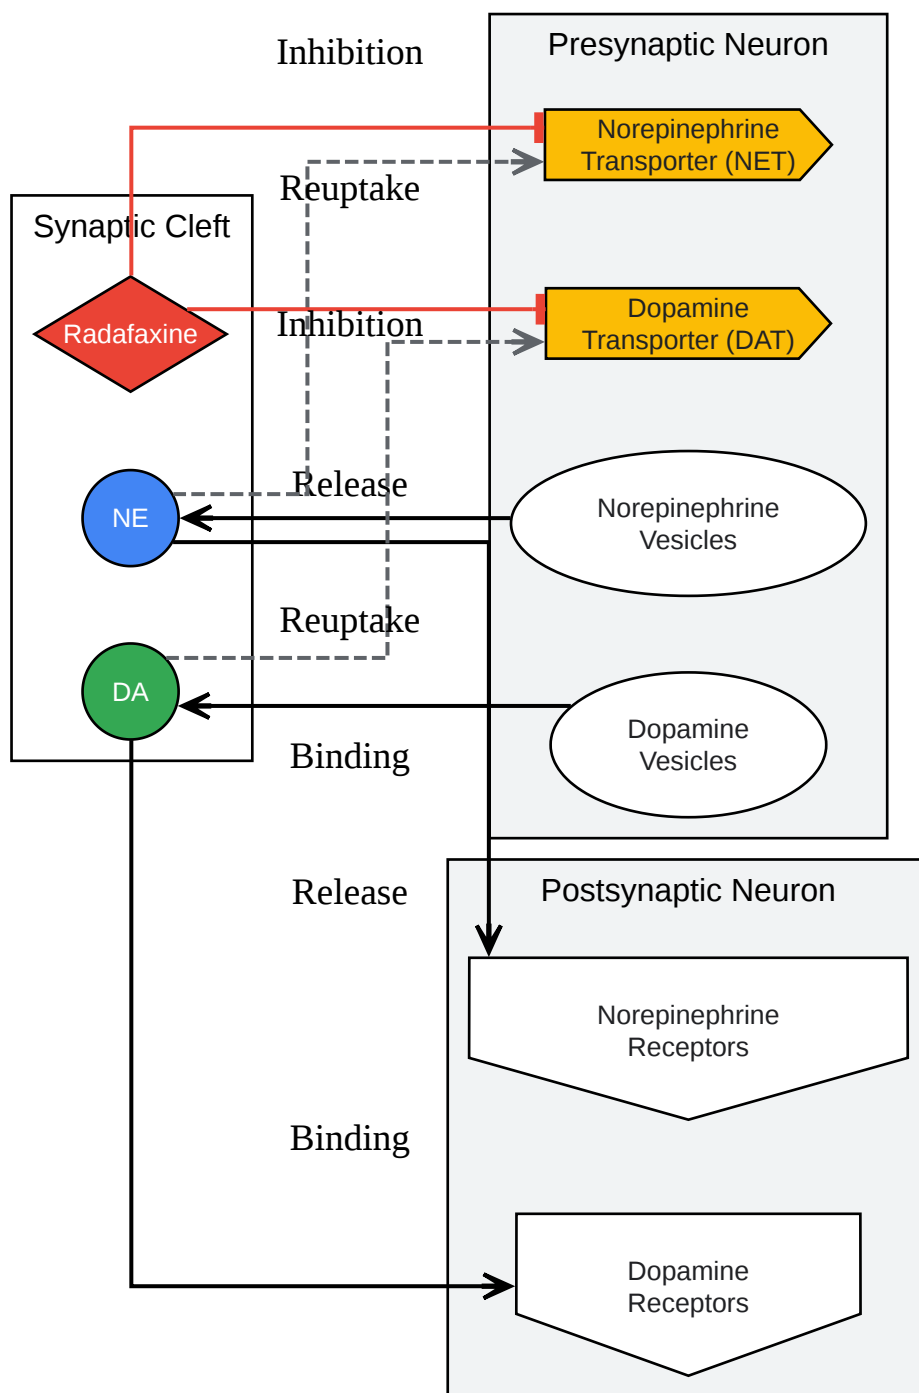 Inhibition
Presynaptic Neuron
Norepinephrine
Transporter (NET)
Reuptake
Synaptic Cleft
Radafaxine
Inhibition
Dopamine
Transporter (DAT)
Release
NE
Norepinephrine
Vesicles
Reuptake
DA
Dopamine
Vesicles
Binding
Release
Postsynaptic Neuron
Norepinephrine
Receptors
Binding
Dopamine
Receptors